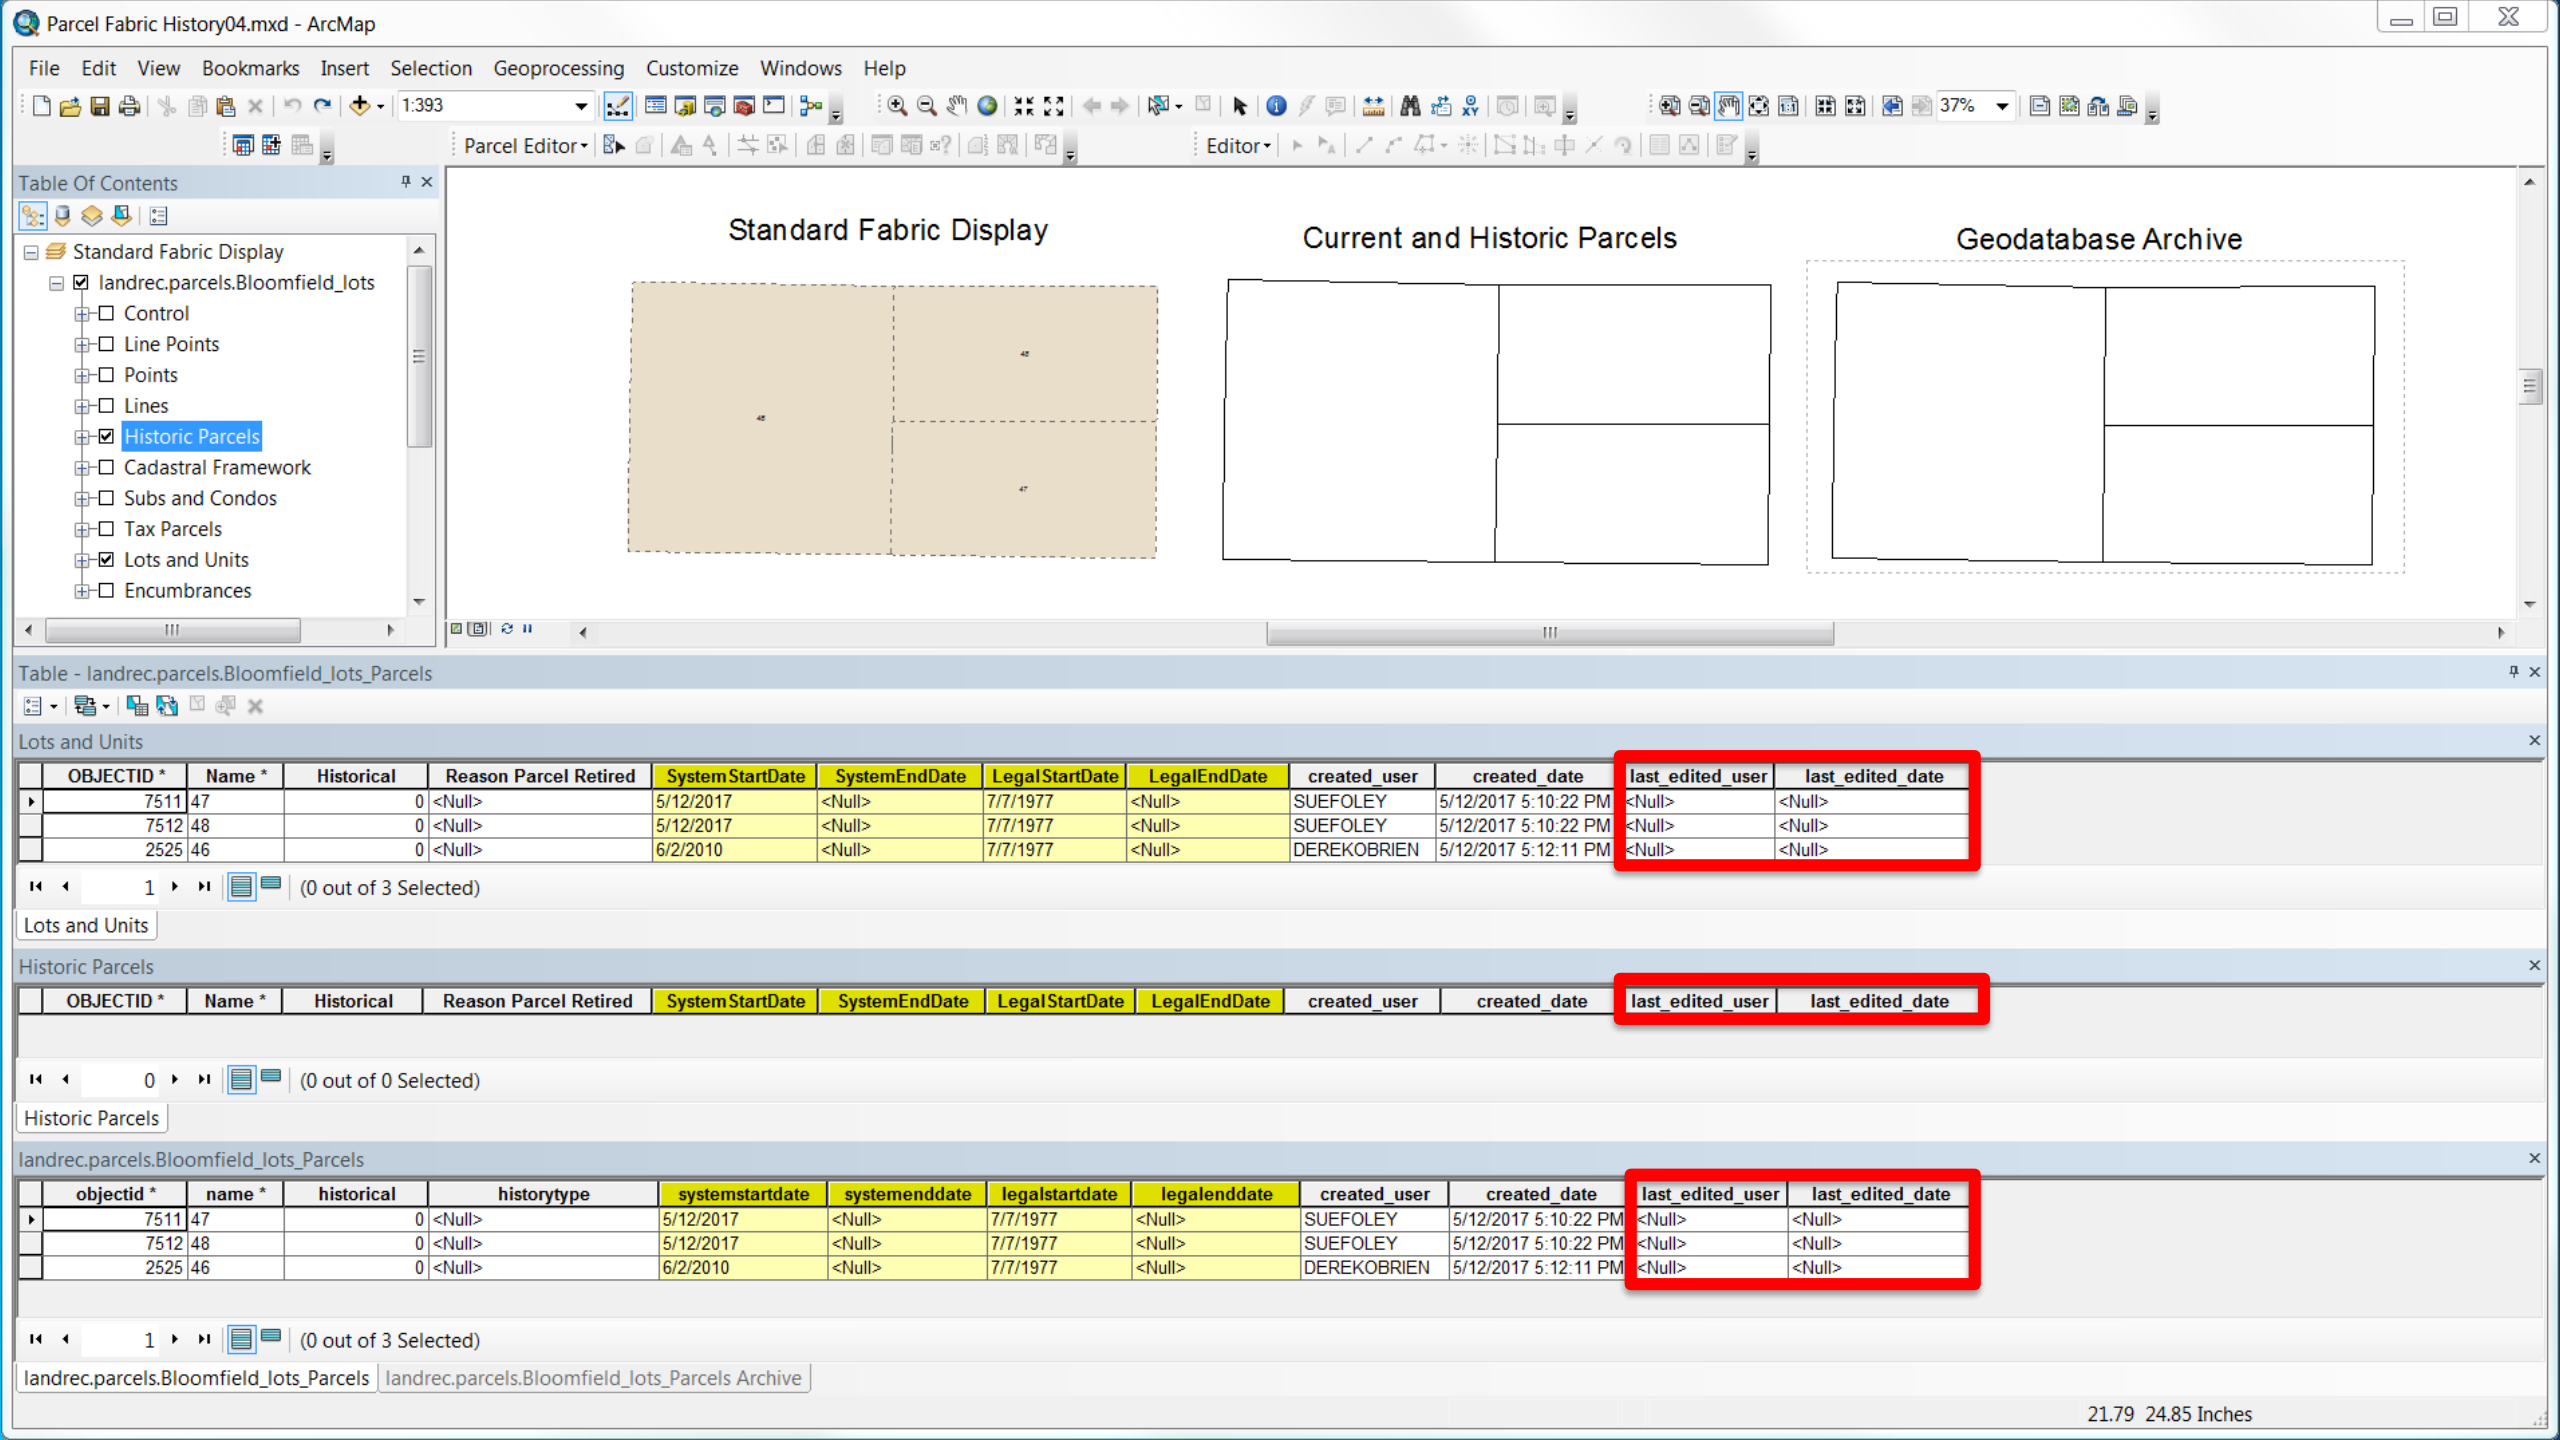 Parcel Fabric History04.mxd - ArcMap
File Edit View Bookmarks Insert Selection Geoprocessing Customize Windows Help
1:393
37%
Parcel Editor
Editor
Table Of Contents
Standard Fabric Display
landrec.parcels.Bloomfield_lots
Control
Line Points
Points
Lines
Historic Parcels
Cadastral Framework
Subs and Condos
Tax Parcels
Lots and Units
Encumbrances
Standard Fabric Display
Current and Historic Parcels
Geodatabase Archive
47
Table - landrec.parcels.Bloomfield_lots_Parcels
Lots and Units
OBJECTID * Name * Historical Reason Parcel Retired SystemStartDate SystemEndDate LegalStartDate LegalEndDate created_user created_date last_edited_user last_edited_date
7511 47 0 <Null> 5/12/2017 <Null> 7/7/1977 <Null> SUEFOLEY 5/12/2017 5:10:22 PM <Null> <Null>
7512 48 0 <Null> 5/12/2017 <Null> 7/7/1977 <Null> SUEFOLEY 5/12/2017 5:10:22 PM <Null> <Null>
2525 46 0 <Null> 6/2/2010 <Null> 7/7/1977 <Null> DEREKOBRIEN 5/12/2017 5:12:11 PM <Null> <Null>
1 (0 out of 3 Selected)
Lots and Units
Historic Parcels
OBJECTID * Name * Historical Reason Parcel Retired SystemStartDate SystemEndDate LegalStartDate LegalEndDate created_user created_date last_edited_user last_edited_date
0 (0 out of 0 Selected)
Historic Parcels
landrec.parcels.Bloomfield_lots_Parcels
objectid * name * historical historytype systemstartdate systemenddate legalstartdate legalenddate created_user created_date last_edited_user last_edited_date
7511 47 0 <Null> 5/12/2017 <Null> 7/7/1977 <Null> SUEFOLEY 5/12/2017 5:10:22 PM <Null> <Null>
7512 48 0 <Null> 5/12/2017 <Null> 7/7/1977 <Null> SUEFOLEY 5/12/2017 5:10:22 PM <Null> <Null>
2525 46 0 <Null> 6/2/2010 <Null> 7/7/1977 <Null> DEREKOBRIEN 5/12/2017 5:12:11 PM <Null> <Null>
1 (0 out of 3 Selected)
landrec.parcels.Bloomfield_lots_Parcels landrec.parcels.Bloomfield_lots_Parcels Archive
21.79 24.85 Inches